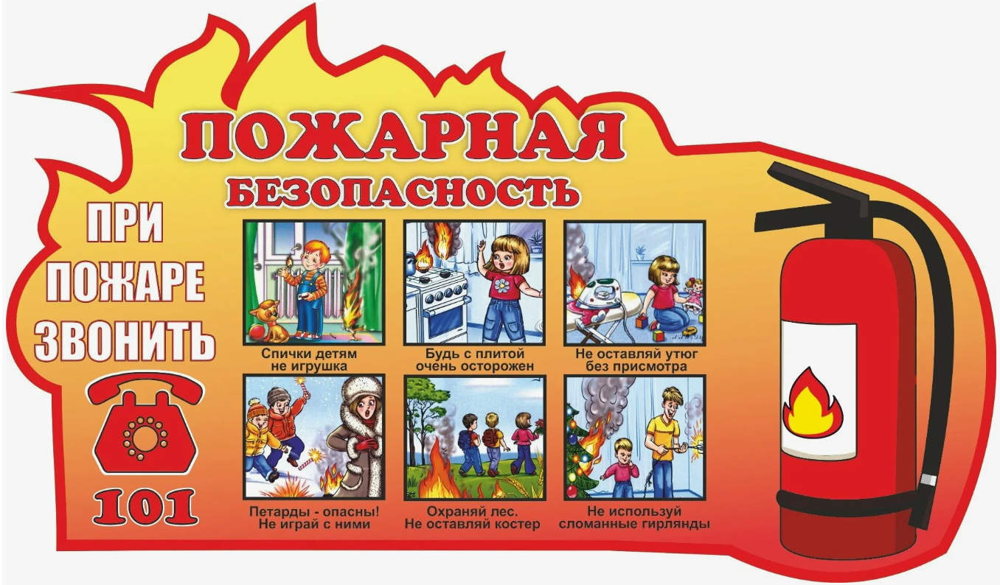 ПОЖАРНАЯ
БЕЗОПАСНОСТЬ
ПРИ
ПОЖАРЕ
ЗВОНИТЬ
101
Спички детям
не игрушка
Будь с плитой
очень осторожен
Не оставляй утюг
без присмотра
Петарды - опасны!
Не играй с ними
Охраняй лес.
Не оставляй костер
Не используй
сломанные гирлянды